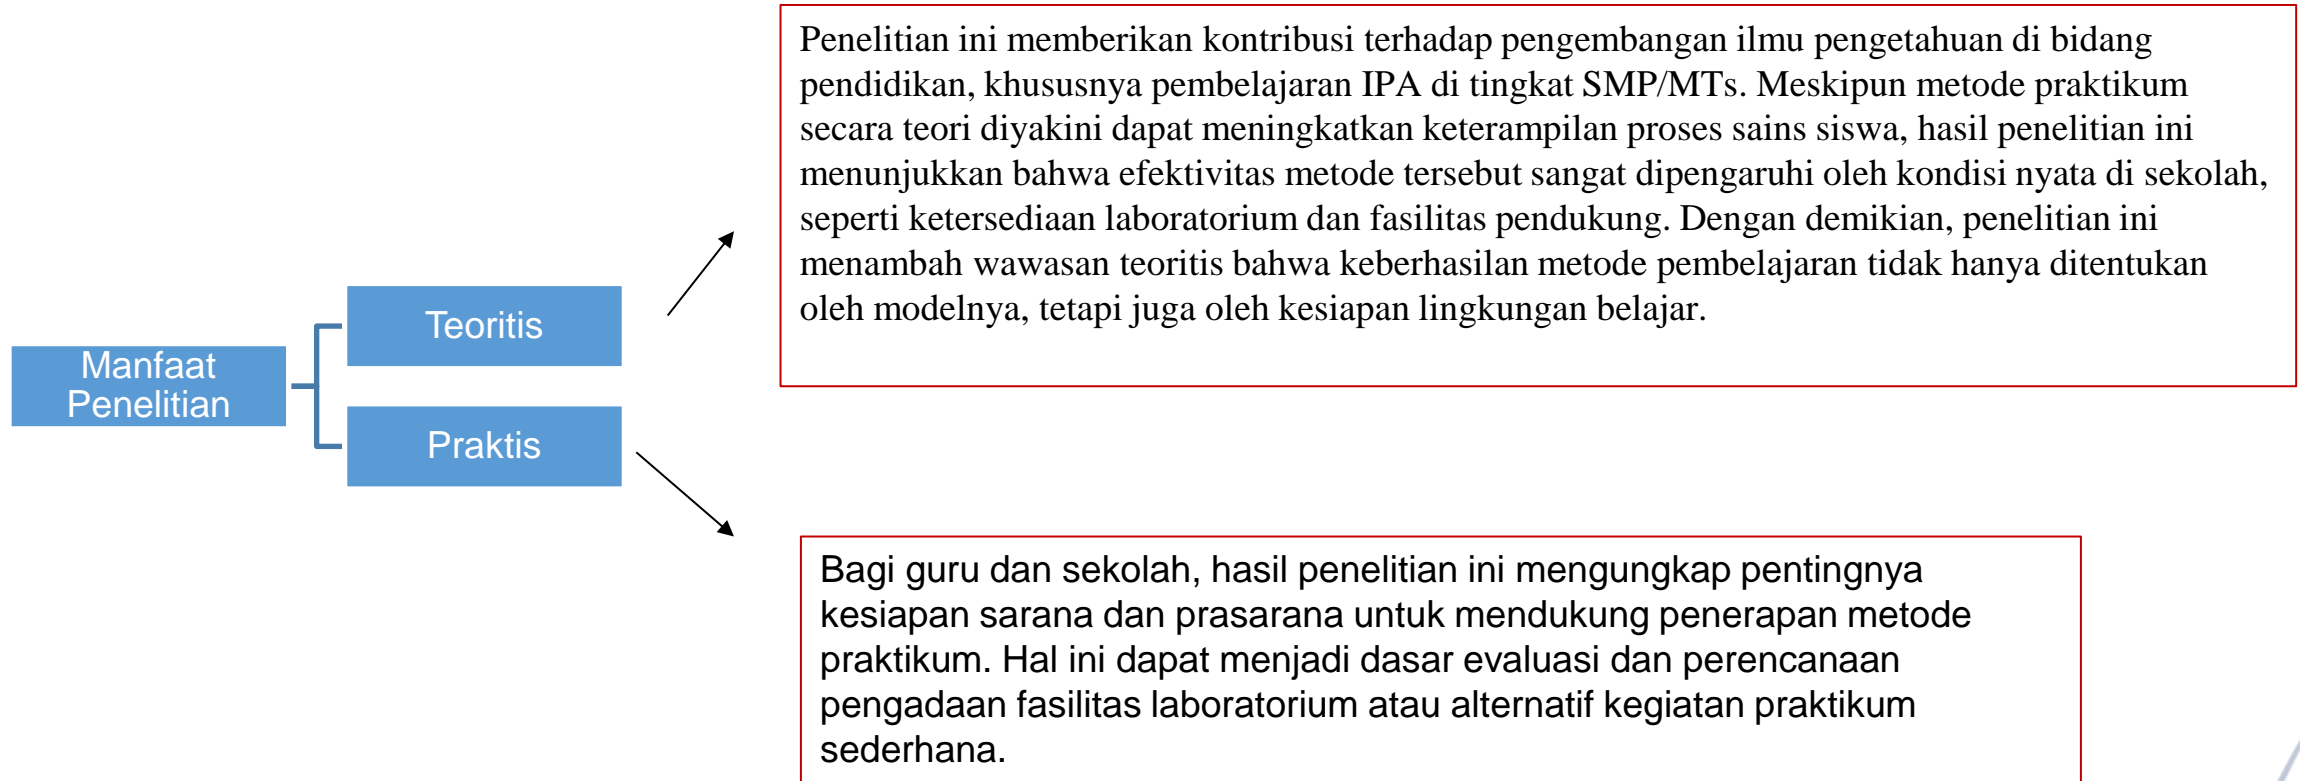 Manfaat
Penelitian
Teoritis
Penelitian ini memberikan kontribusi terhadap pengembangan ilmu pengetahuan di bidang
pendidikan, khususnya pembelajaran IPA di tingkat SMP/MTs. Meskipun metode praktikum
secara teori diyakini dapat meningkatkan keterampilan proses sains siswa, hasil penelitian ini
menunjukkan bahwa efektivitas metode tersebut sangat dipengaruhi oleh kondisi nyata di sekolah,
seperti ketersediaan laboratorium dan fasilitas pendukung. Dengan demikian, penelitian ini
menambah wawasan teoritis bahwa keberhasilan metode pembelajaran tidak hanya ditentukan
oleh modelnya, tetapi juga oleh kesiapan lingkungan belajar.
Praktis
Bagi guru dan sekolah, hasil penelitian ini mengungkap pentingnya
kesiapan sarana dan prasarana untuk mendukung penerapan metode
praktikum. Hal ini dapat menjadi dasar evaluasi dan perencanaan
pengadaan fasilitas laboratorium atau alternatif kegiatan praktikum
sederhana.